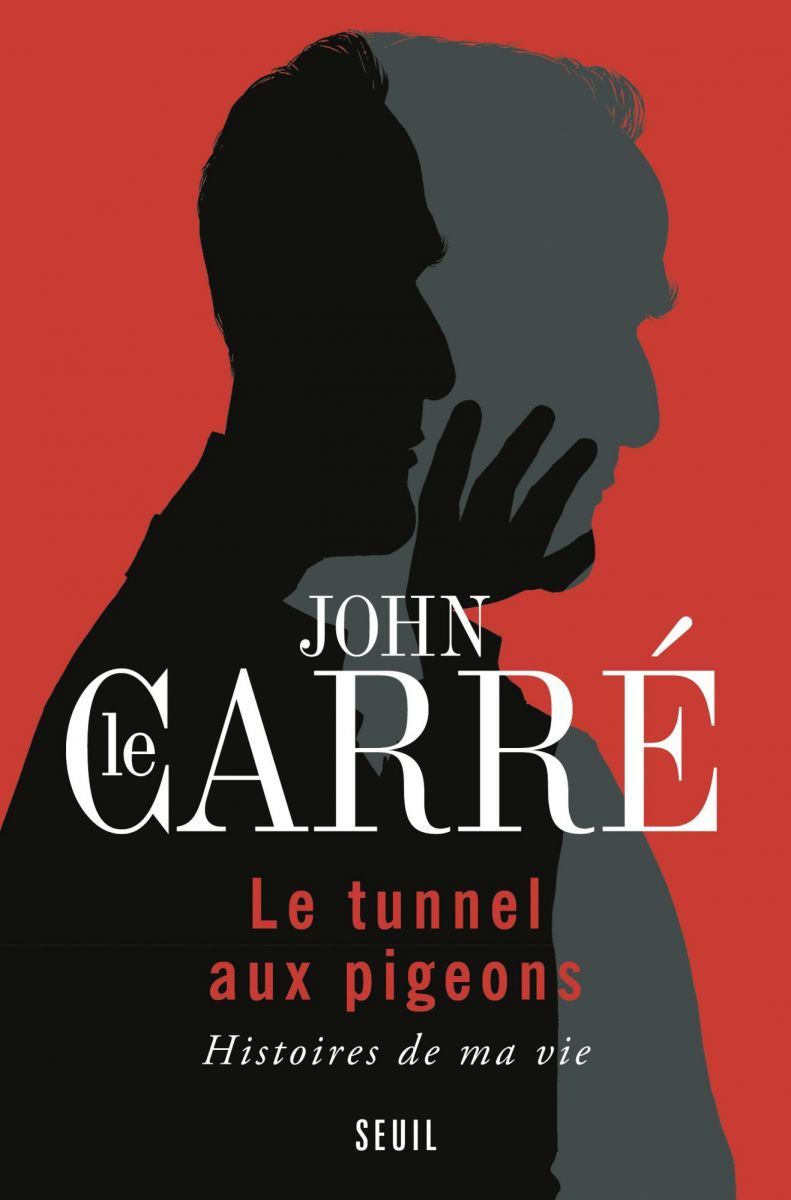 JOHN
le CARRÉ
Le tunnel
aux pigeons
Histoires de ma vie
SEUIL